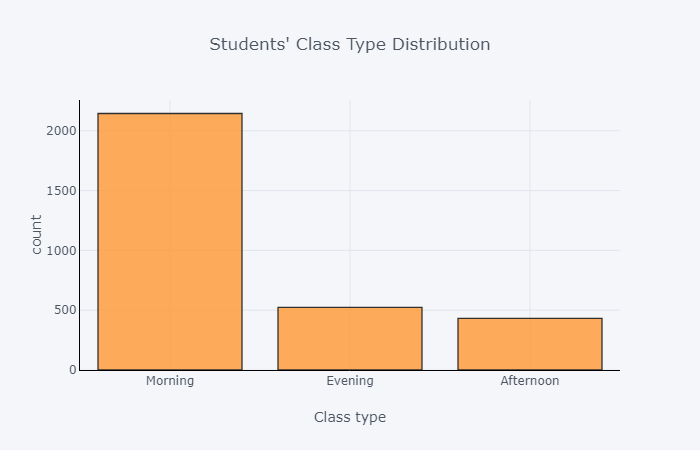 Students' Class Type Distribution
count
2000
1500
1000
500
0
Morning
Evening
Afternoon
Class type